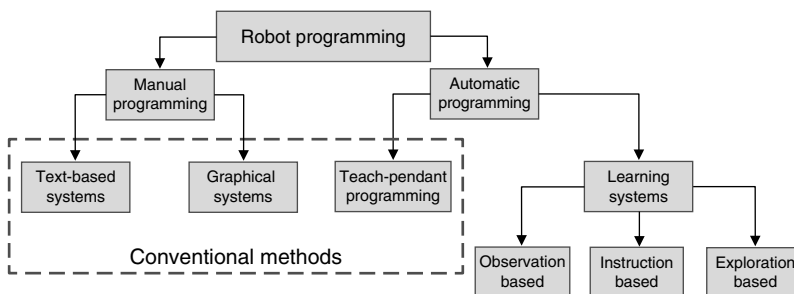 Robot programming
Manual
programming
Automatic
programming
Text-based
systems
Graphical
systems
Teach-pendant
programming
Learning
systems
Conventional methods
Observation
based
Instruction
based
Exploration
based